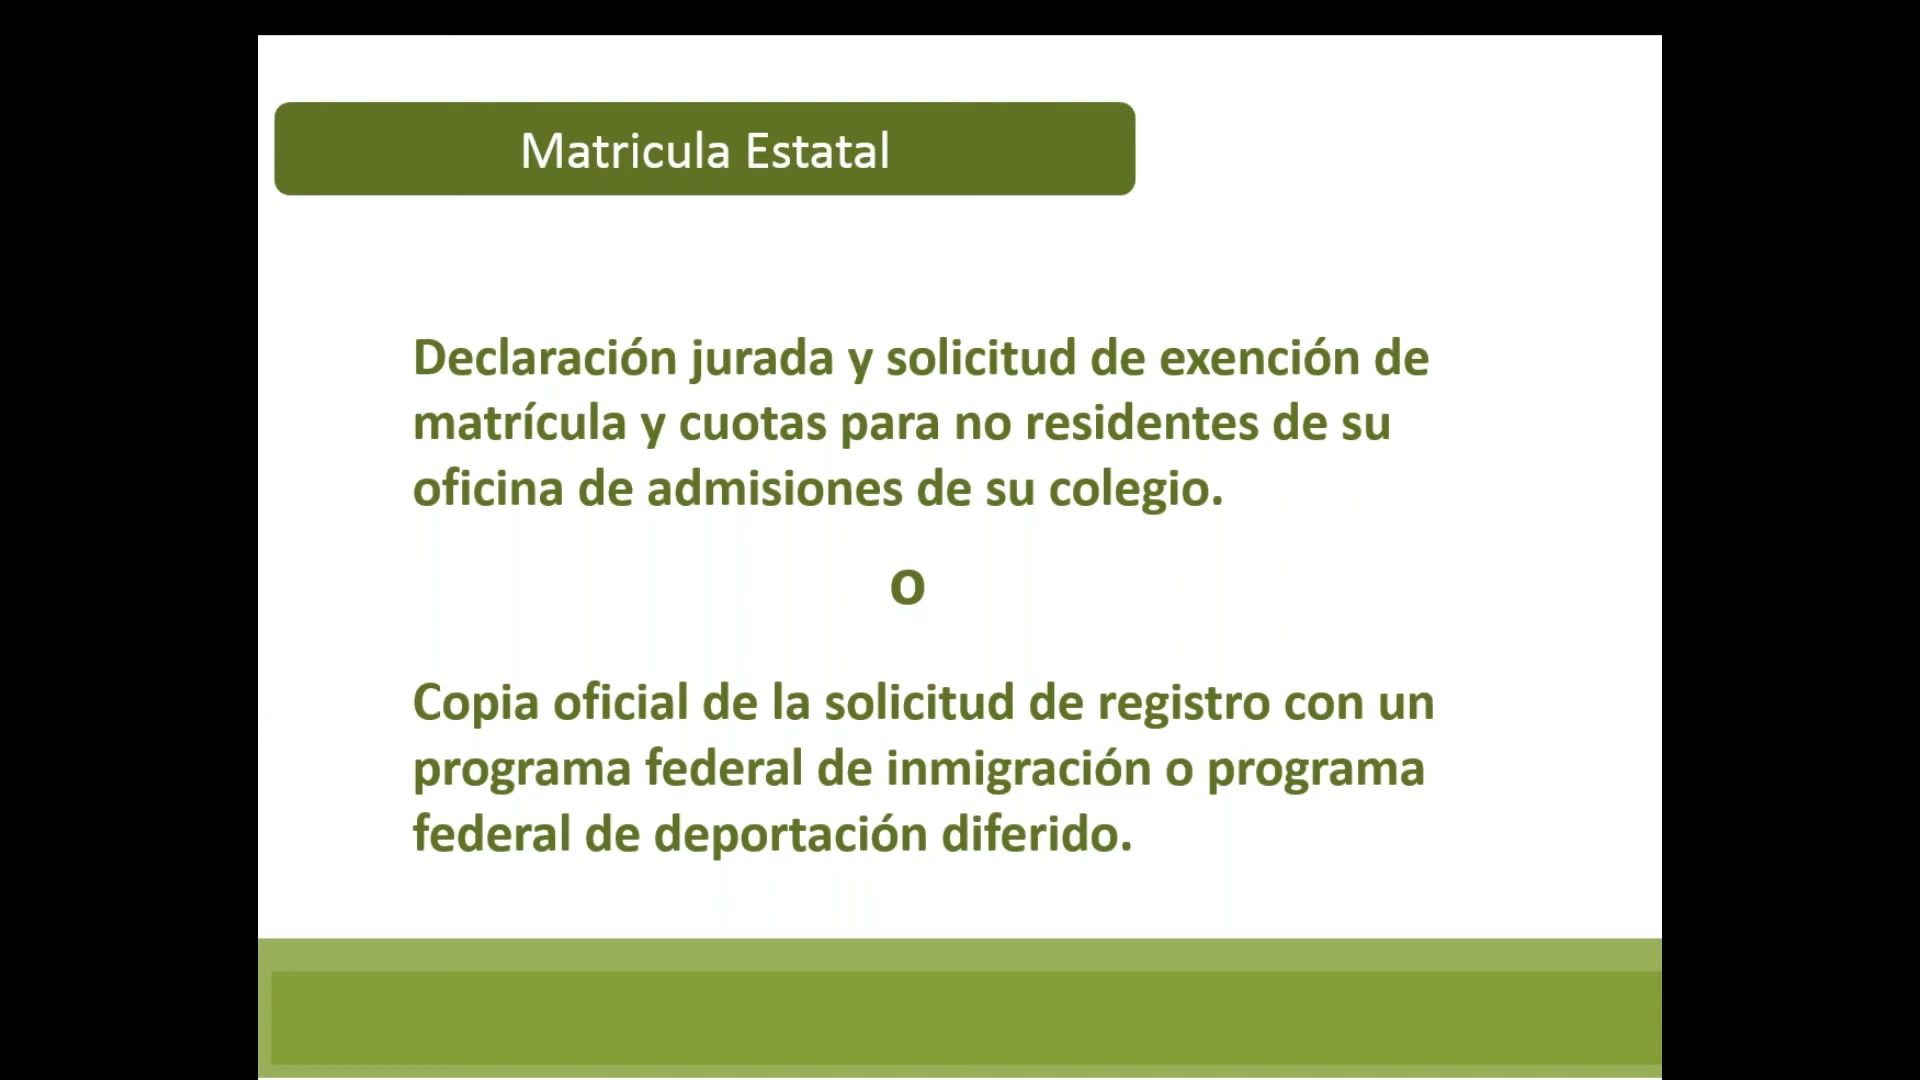 Matricula Estatal
Declaración jurada y solicitud de exención de
matrícula y cuotas para no residentes de su
oficina de admisiones de su colegio.
o
Copia oficial de la solicitud de registro con un
programa federal de inmigración o programa
federal de deportación diferido.